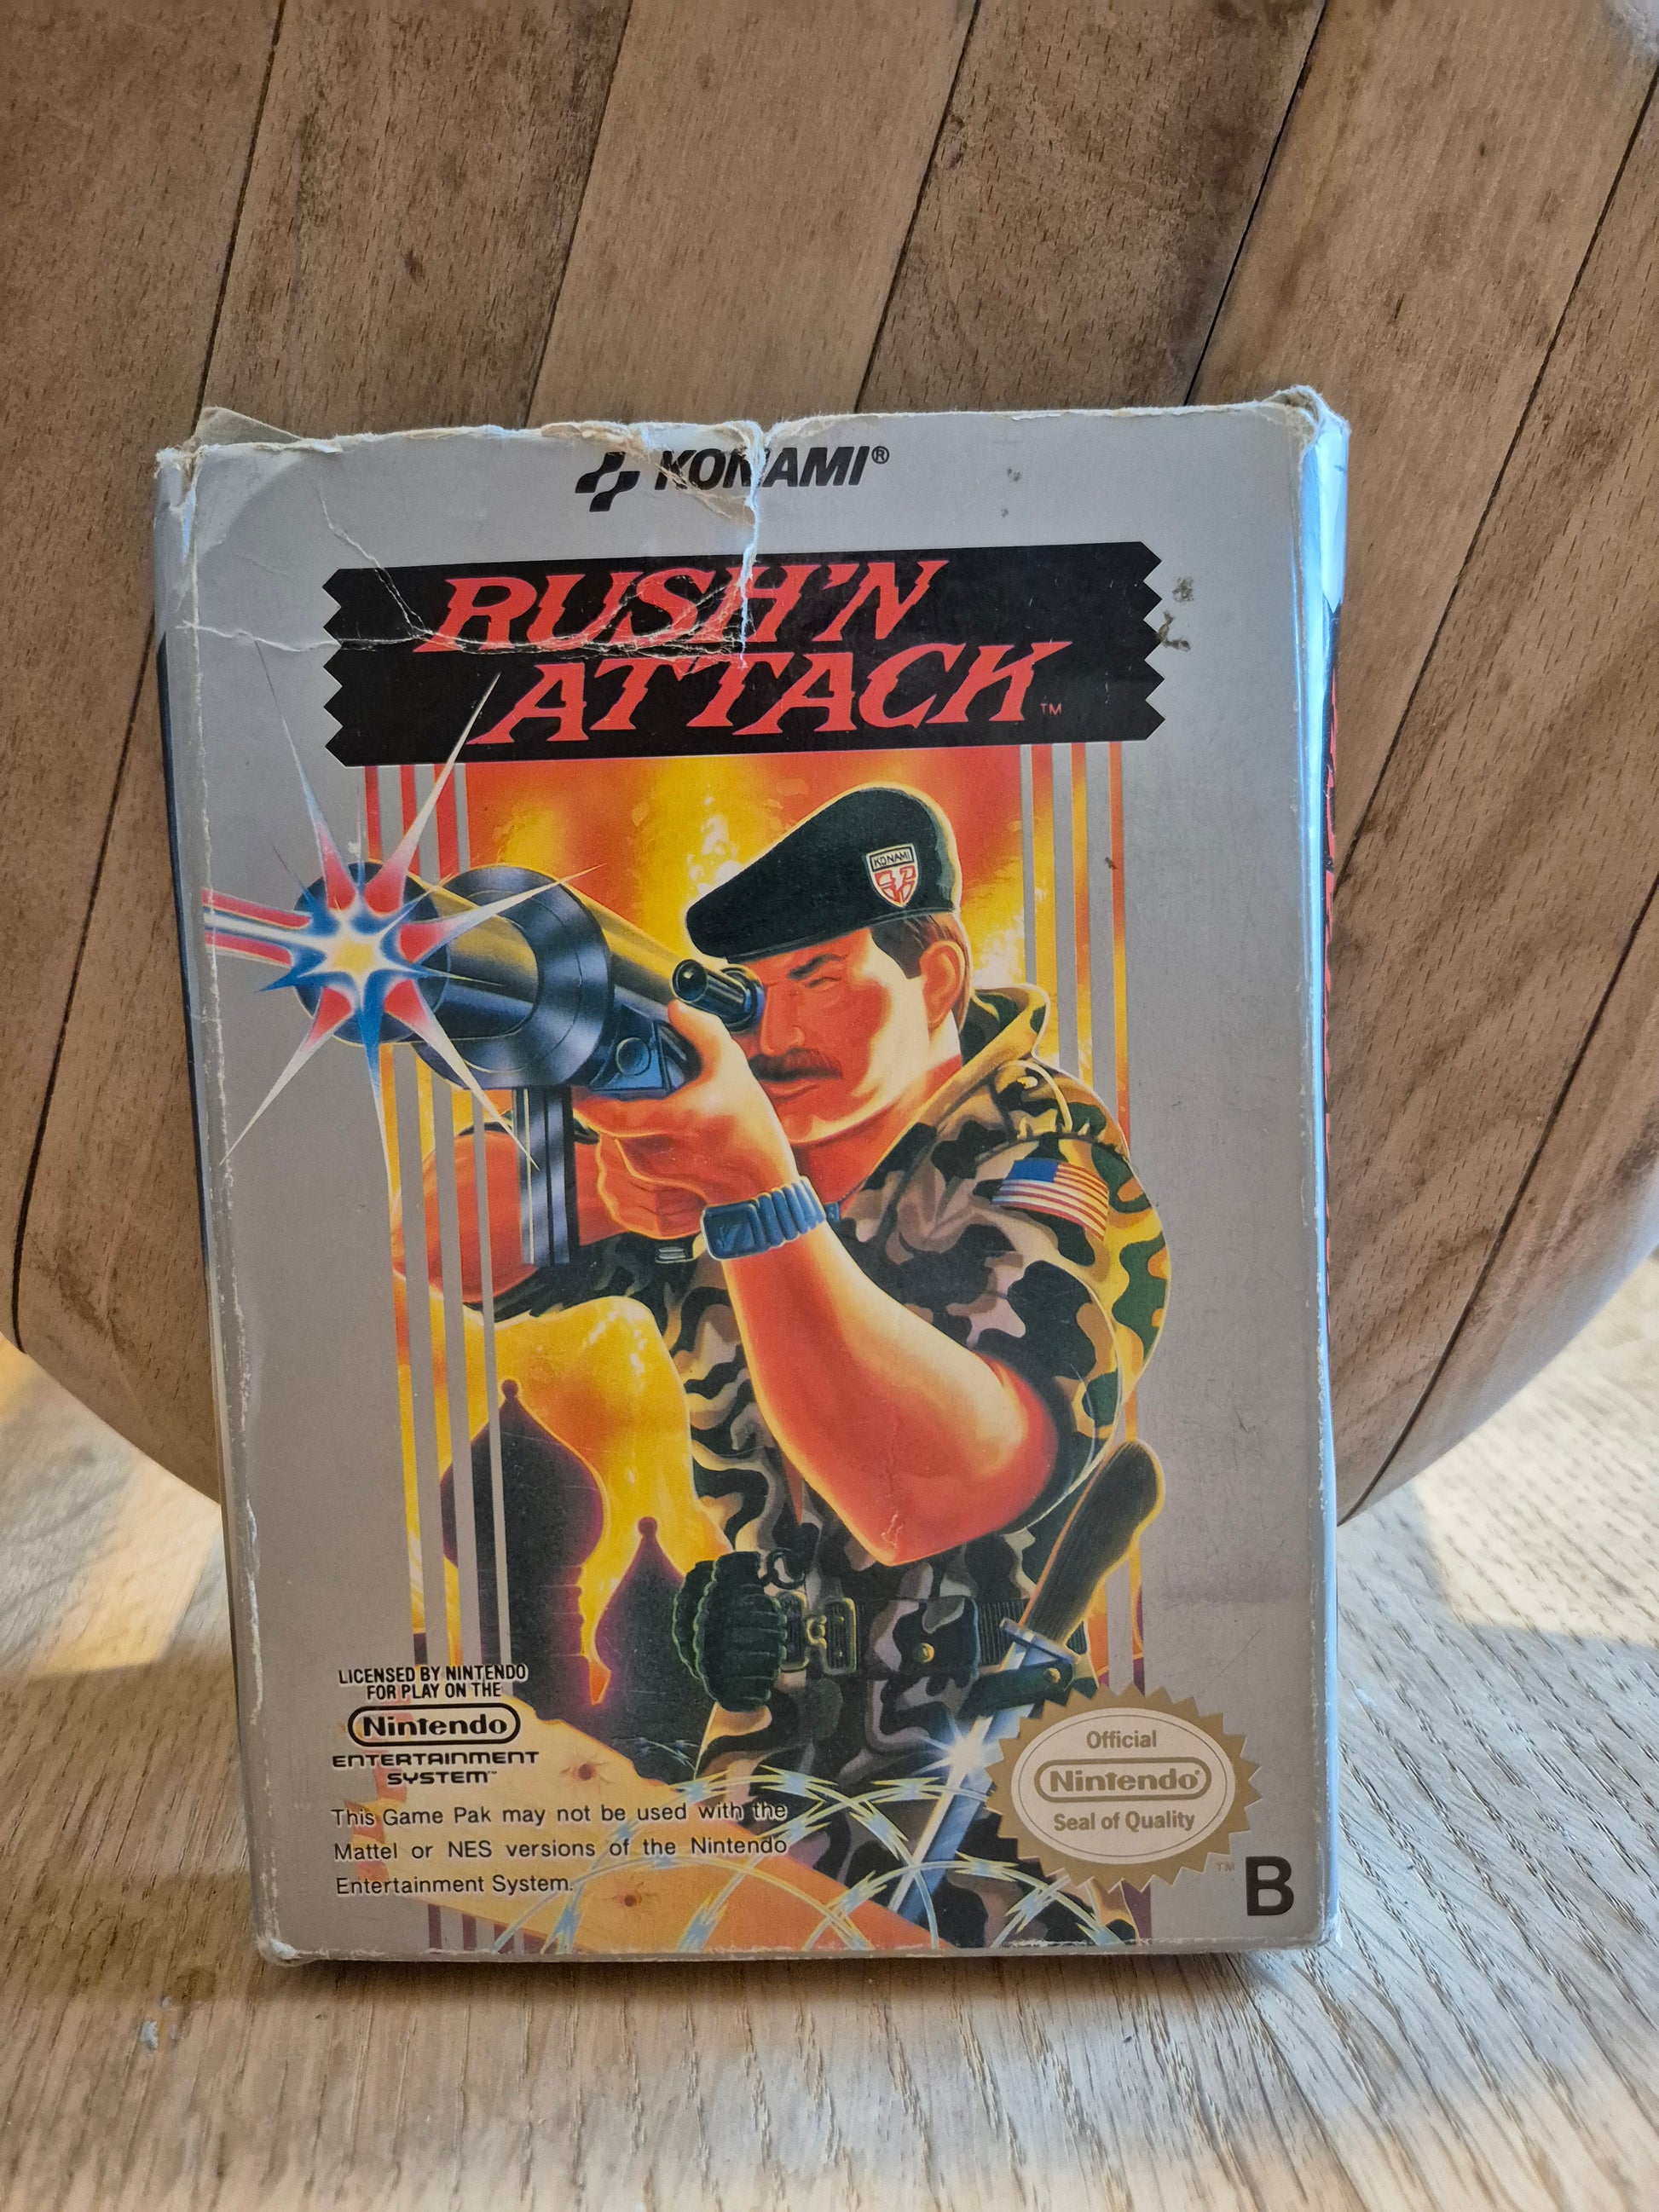 KONAMI®
RUSH'N
ATTACK™
KONAMI
LICENSED BY NINTENDO
FOR PLAY ON THE
Nintendo
ENTERTAINMENT
SYSTEM™
This Game Pak may not be used with the
Mattel or NES versions of the Nintendo
Entertainment System.
Official
Nintendo®
Seal of Quality
™
B